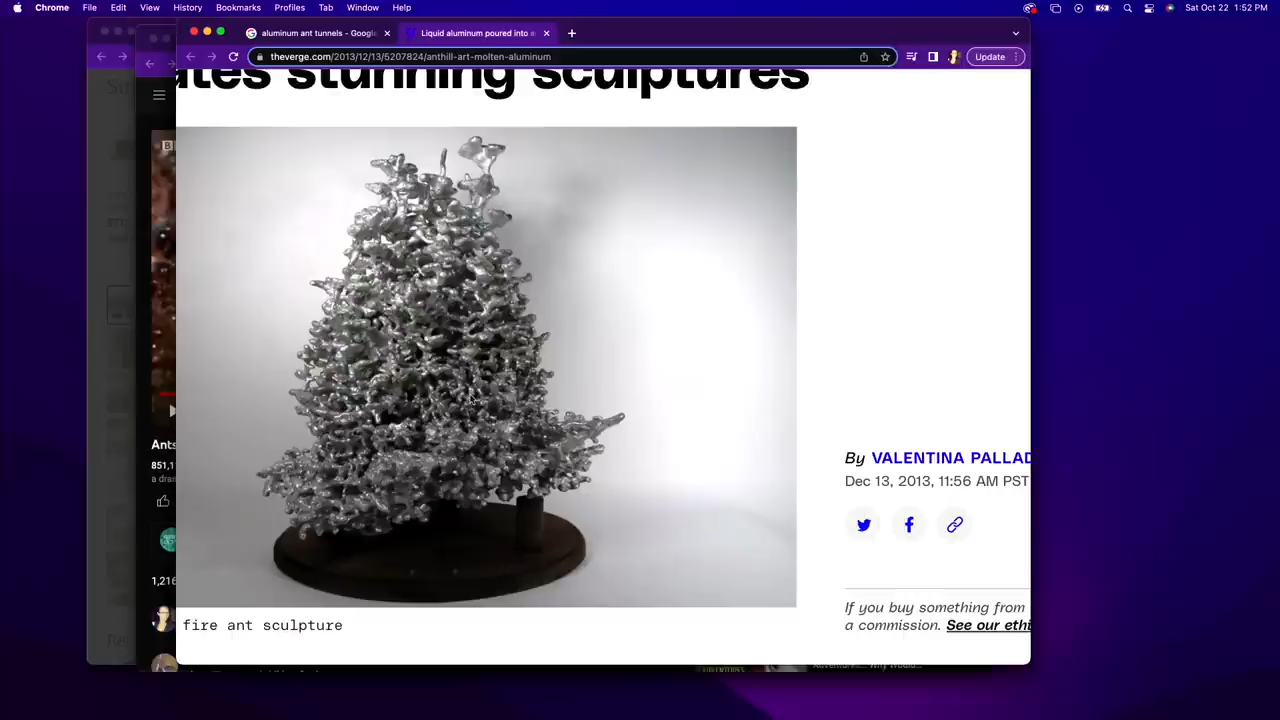 Chrome File Edit View History Bookmarks Profiles Tab Window Help Sat Oct 22 1:52 PM
aluminum ant tunnels - Google
Liquid aluminum poured into a
theverge.com/2013/12/13/5207824/anthill-art-molten-aluminum
Update
ates stunning sculptures
BB
Ants
By VALENTINA PALLAD
851,1
Dec 13, 2013, 11:56 AM PST
a dra
1,216
If you buy something from
fire ant sculpture
a commission. See our ethi